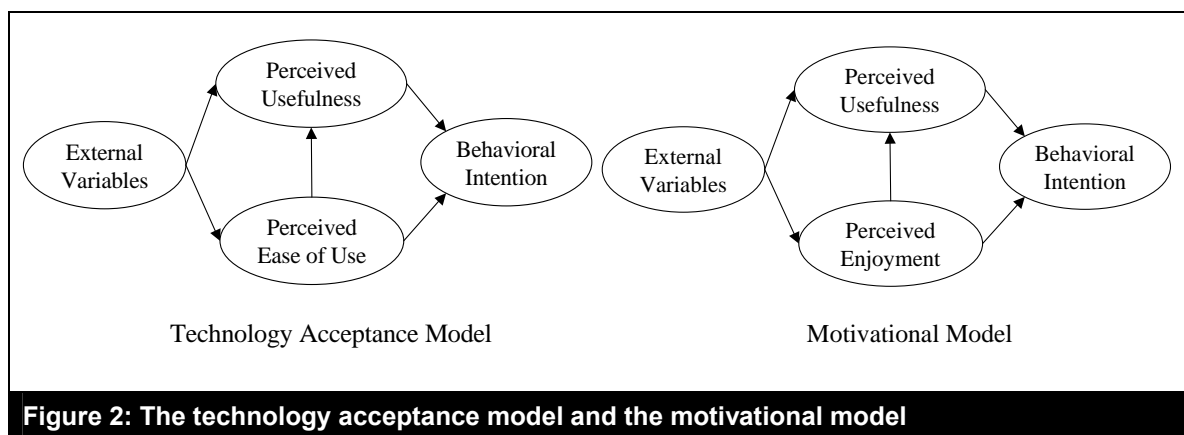 Perceived
Usefulness
External
Variables
Behavioral
Intention
Perceived
Ease of Use
Technology Acceptance Model
Perceived
Usefulness
External
Variables
Behavioral
Intention
Perceived
Enjoyment
Motivational Model
Figure 2: The technology acceptance model and the motivational model